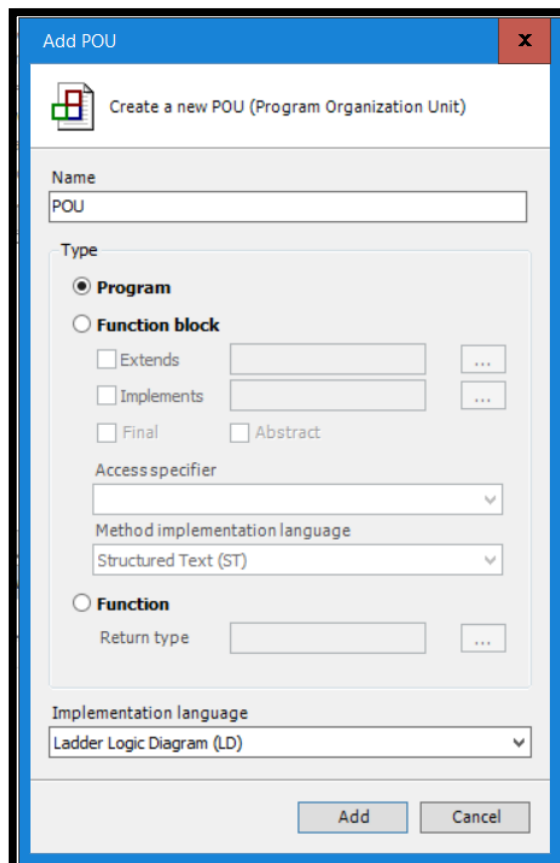 Add POU
x
Create a new POU (Program Organization Unit)
Name
POU
Type
Program
Function block
Extends ...
Implements ...
Final Abstract
Access specifier
Method implementation language
Structured Text (ST)
Function
Return type ...
Implementation language
Ladder Logic Diagram (LD)
Add Cancel